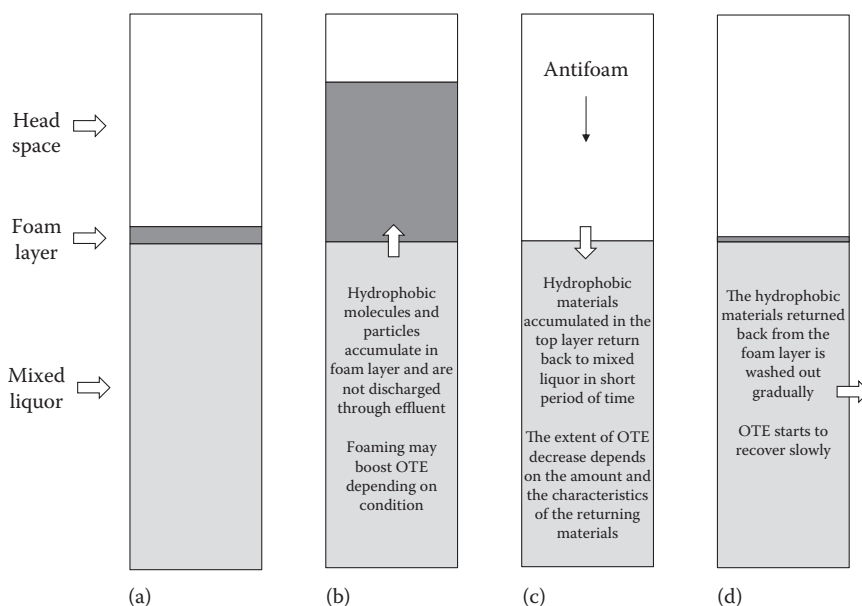 Head
space
Foam
layer
Mixed
liquor
Hydrophobic
molecules and
particles
accumulate in
foam layer and are
not discharged
through effluent
Foaming may
boost OTE
depending on
condition
Antifoam
Hydrophobic
materials
accumulated in the
top layer return
back to mixed
liquor in short
period of time
The extent of OTE
decrease depends
on the amount and
the characteristics
of the returning
materials
The hydrophobic
materials returned
back from the
foam layer is
washed out
gradually
OTE starts to
recover slowly
(a)
(b)
(c)
(d)